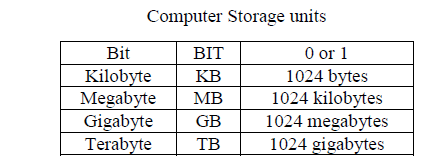 Computer Storage units
Bit BIT 0 or 1
Kilobyte KB 1024 bytes
Megabyte MB 1024 kilobytes
Gigabyte GB 1024 megabytes
Terabyte TB 1024 gigabytes